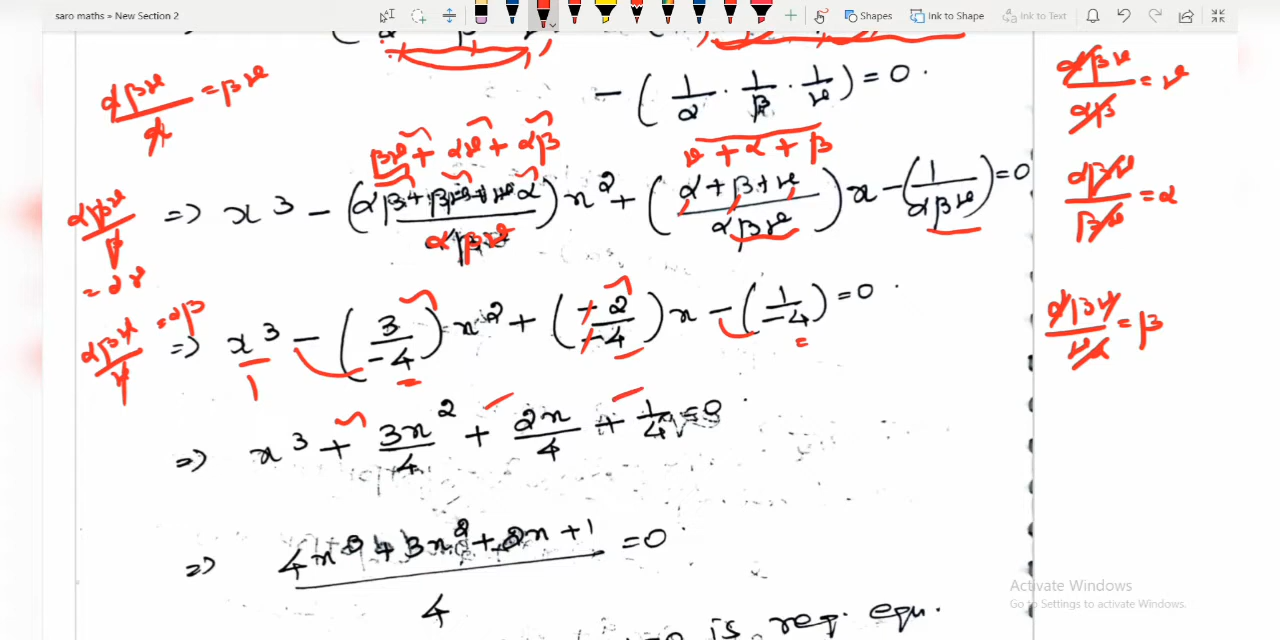 saro maths > New Section 2
Shapes Ink to Shape Ink to Text
− (1/α · 1/β · 1/γ) = 0 .
αβγ/α = βγ
βγ + αγ + αβ
γ + α + β
αβγ/αβ = γ
=> x³ − (αβ + βγ + γα / αβγ) x² + (α + β + γ / αβγ) x − (1/αβγ) = 0
αβγ/β = αγ
αβγ/βγ = α
=> x³ − (3/−4) x² + (−2/−4) x − (1/−4) = 0 .
αβγ/γ = αβ
1
αβγ/γα = β
=> x³ + 3x²/4 + 2x/4 + 1/4 = 0
=> 4x³ + 3x² + 2x + 1 / 4 = 0
is req. equ.
Activate Windows
Go to Settings to activate Windows.